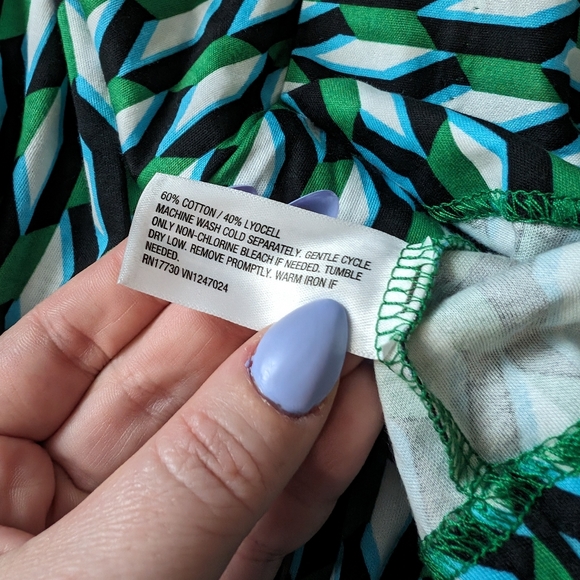 60% COTTON / 40% LYOCELL
MACHINE WASH COLD SEPARATELY. GENTLE CYCLE.
ONLY NON-CHLORINE BLEACH IF NEEDED. TUMBLE
DRY LOW. REMOVE PROMPTLY. WARM IRON IF
NEEDED.
RN17730 VN1247024